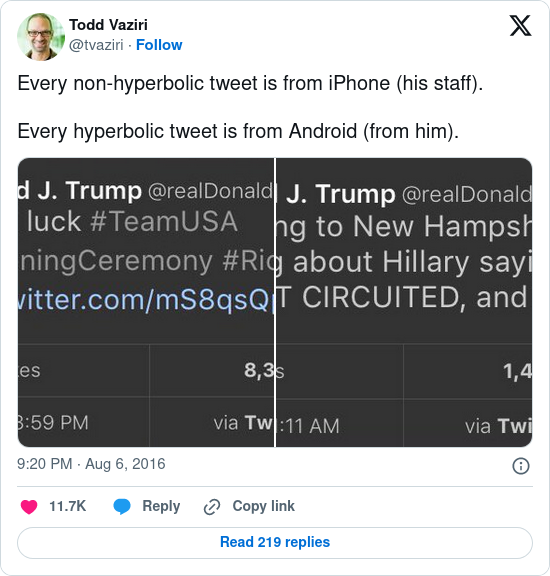 Todd Vaziri
@tvaziri · Follow
Every non-hyperbolic tweet is from iPhone (his staff).
Every hyperbolic tweet is from Android (from him).
d J. Trump @realDonald
luck #TeamUSA
ningCeremony #Rig
witter.com/mS8qsQ
es
8,3
3:59 PM
via Tw
J. Trump @realDonald
ng to New Hampsh
g about Hillary sayi
T CIRCUITED, and
s
1,4
:11 AM
via Twi
9:20 PM · Aug 6, 2016
11.7K
Reply
Copy link
Read 219 replies